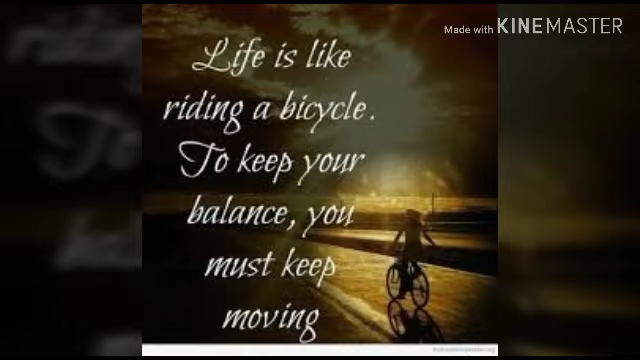 Made with KINEMASTER
Life is like
riding a bicycle.
To keep your
balance, you
must keep
moving